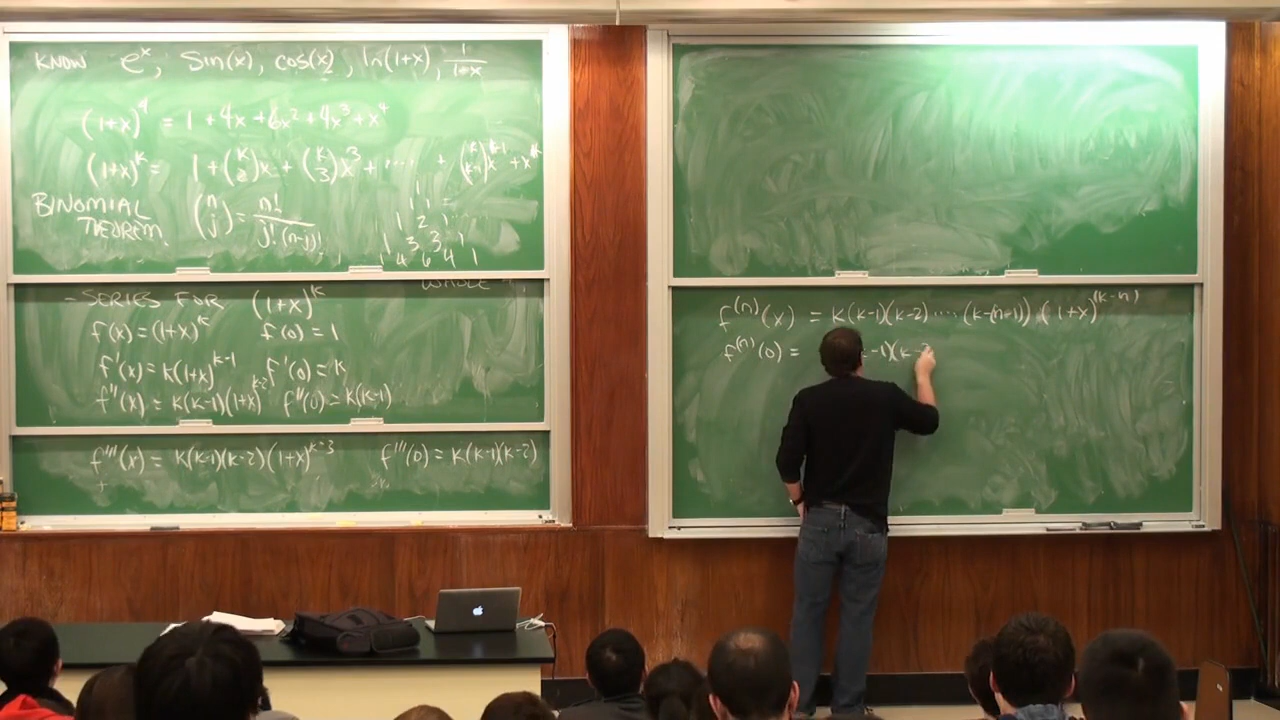 KNOW e^x, Sin(x), cos(x), ln(1+x), 1/(1+x)
(1+x)^4 = 1 + 4x + 6x^2 + 4x^3 + x^4
(1+x)^k = 1 + (k 2)x + (k 3)x^3 + .... + (k k-1)x^k-1 + x^k
BINOMIAL THEOREM. (n j) = n!/(j!(n-j)!)
1 1
1 2 1
1 3 3 1
1 4 6 4 1
WHOLE
- SERIES FOR (1+x)^k
f(x) = (1+x)^k f(0) = 1
f'(x) = k(1+x)^k-1 f'(0) = k
f''(x) = k(k-1)(1+x)^k-2 f''(0) = k(k-1)
f'''(x) = k(k-1)(k-2)(1+x)^k-3 f'''(0) = k(k-1)(k-2)
f^(n)(x) = k(k-1)(k-2)....(k-(n-1)) (1+x)^(k-n)
f^(n)(0) = k-1)(k-2